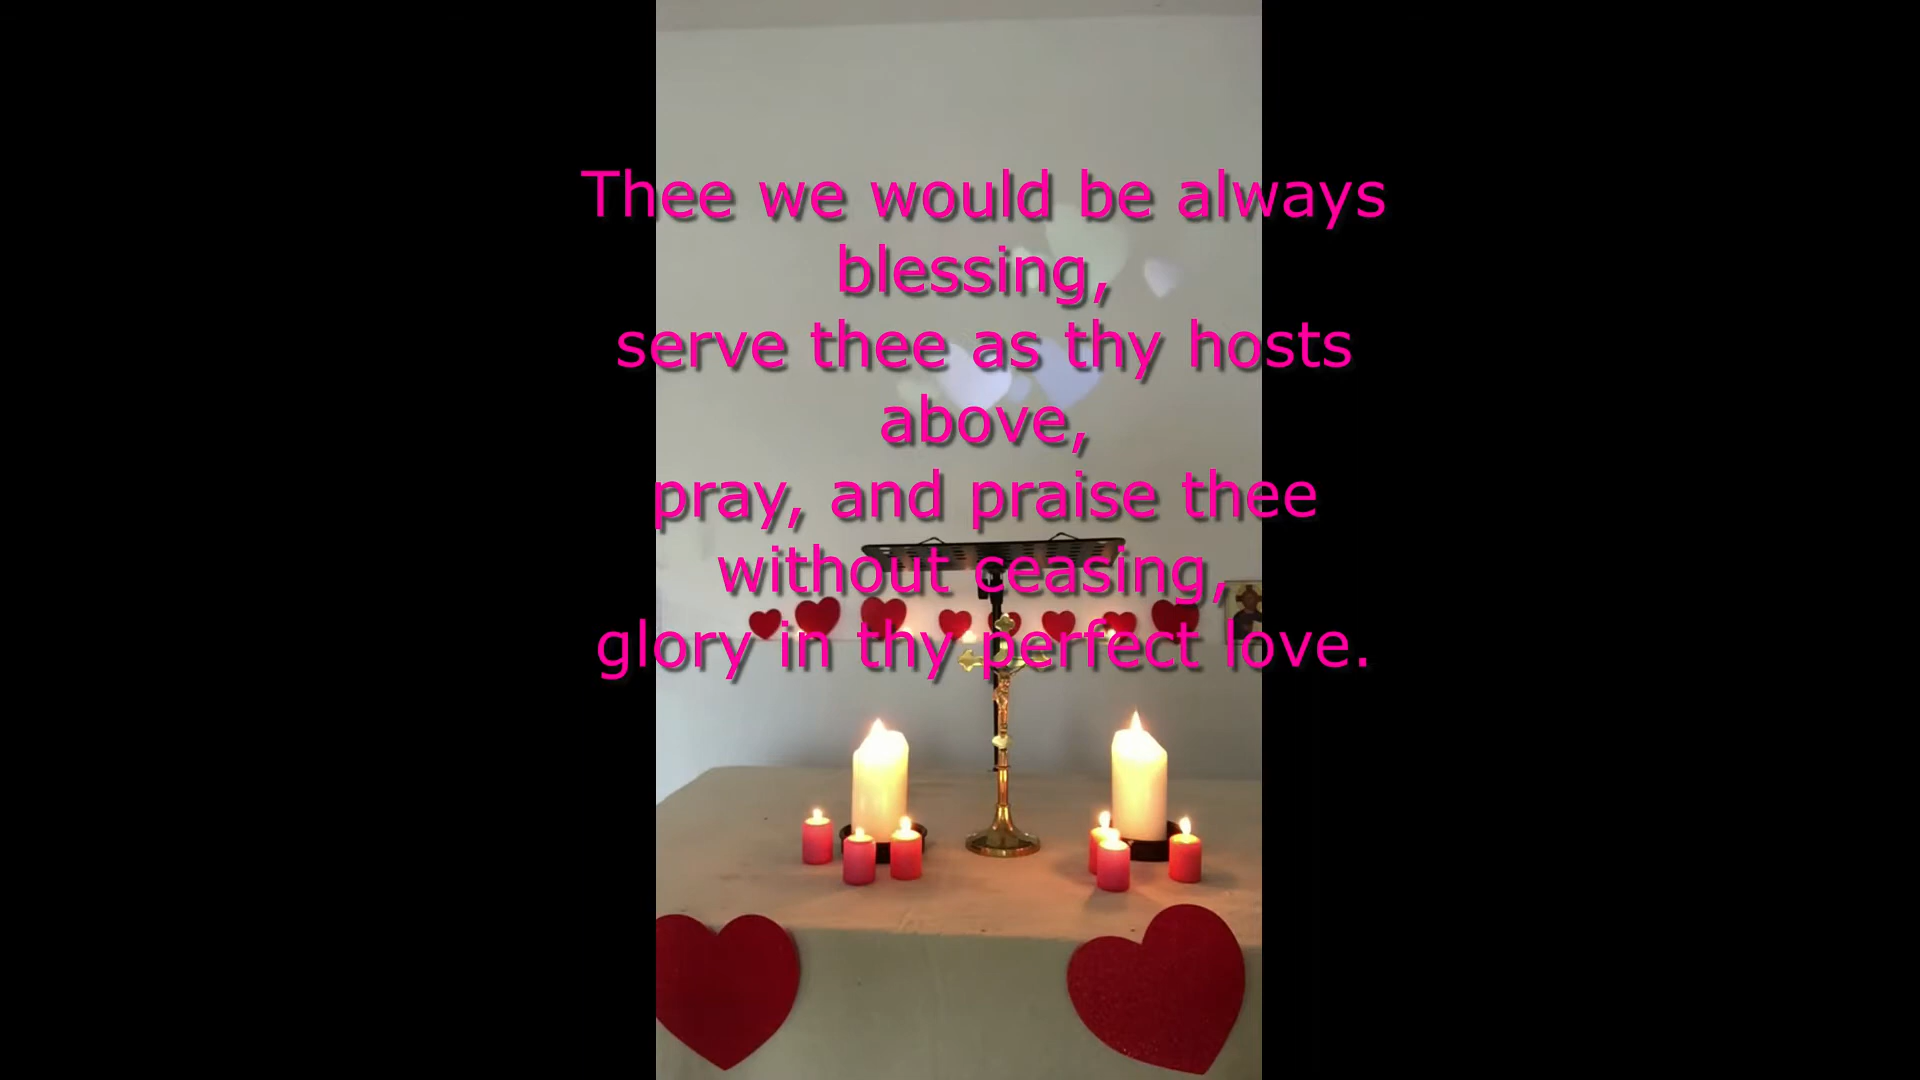 Thee we would be always
blessing,
serve thee as thy hosts
above,
pray, and praise thee
without ceasing,
glory in thy perfect love.